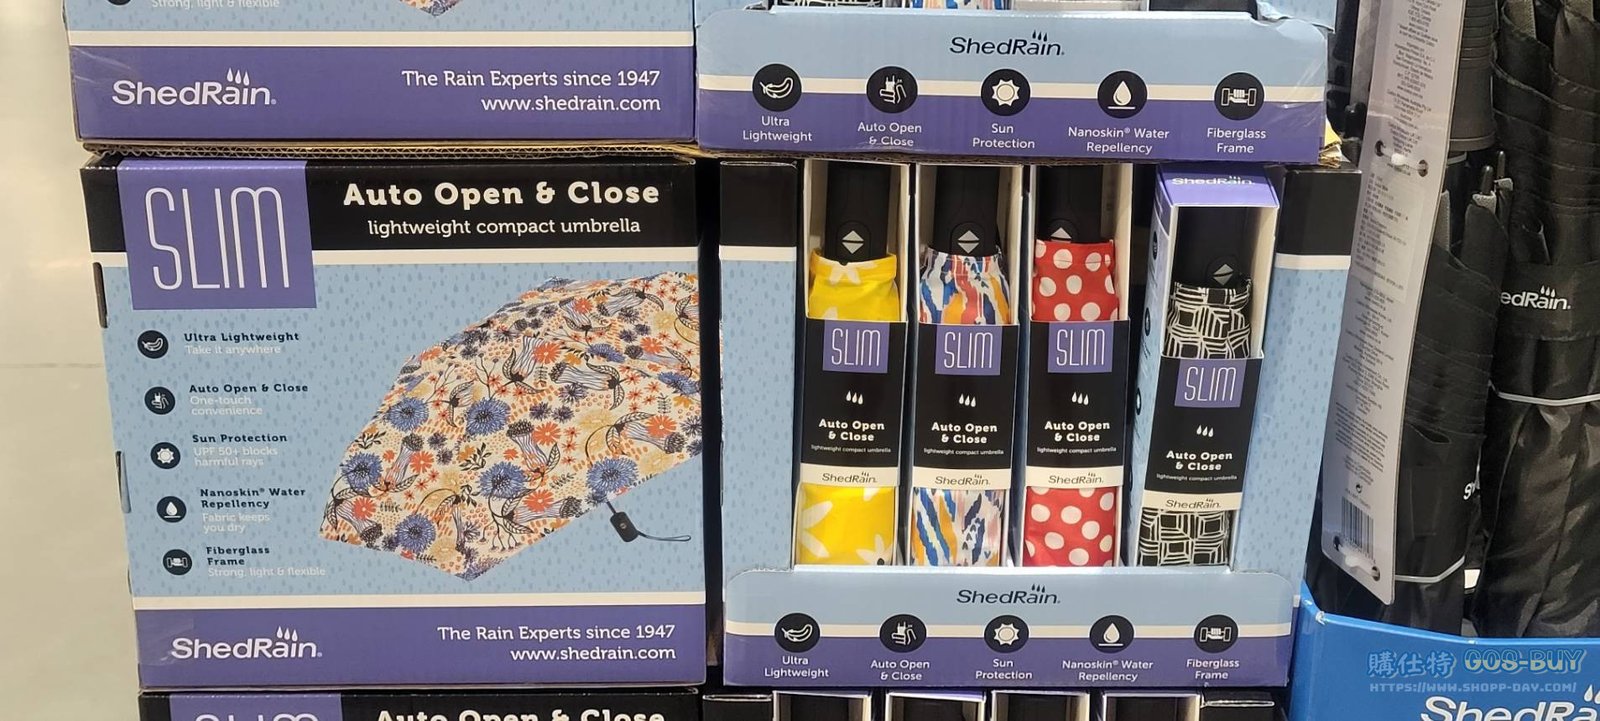 Strong, light & flexible
ShedRain®
The Rain Experts since 1947
www.shedrain.com
ShedRain®
Ultra
Lightweight
Auto Open
& Close
Sun
Protection
Nanoskin® Water
Repellency
Fiberglass
Frame
SLIM
Auto Open & Close
lightweight compact umbrella
Ultra Lightweight
Take it anywhere
Auto Open & Close
One-touch
convenience
Sun Protection
UPF 50+ blocks
harmful rays
Nanoskin® Water
Repellency
Fabric keeps
you dry
Fiberglass
Frame
Strong, light & flexible
ShedRain®
The Rain Experts since 1947
www.shedrain.com
SLIM
Auto Open
& Close
lightweight compact umbrella
ShedRain
SLIM
Auto Open
& Close
lightweight compact umbrella
ShedRain
SLIM
Auto Open
& Close
lightweight compact umbrella
ShedRain
ShedRain
SLIM
Auto Open
& Close
lightweight compact umbrella
ShedRain
ShedRain®
Ultra
Lightweight
Auto Open
& Close
Sun
Protection
Nanoskin® Water
Repellency
Fiberglass
Frame
SLIM
Auto Open & Close
edRain®
ShedRa
購仕特 GOS-BUY
HTTPS://WWW.SHOPP-DAY.COM/